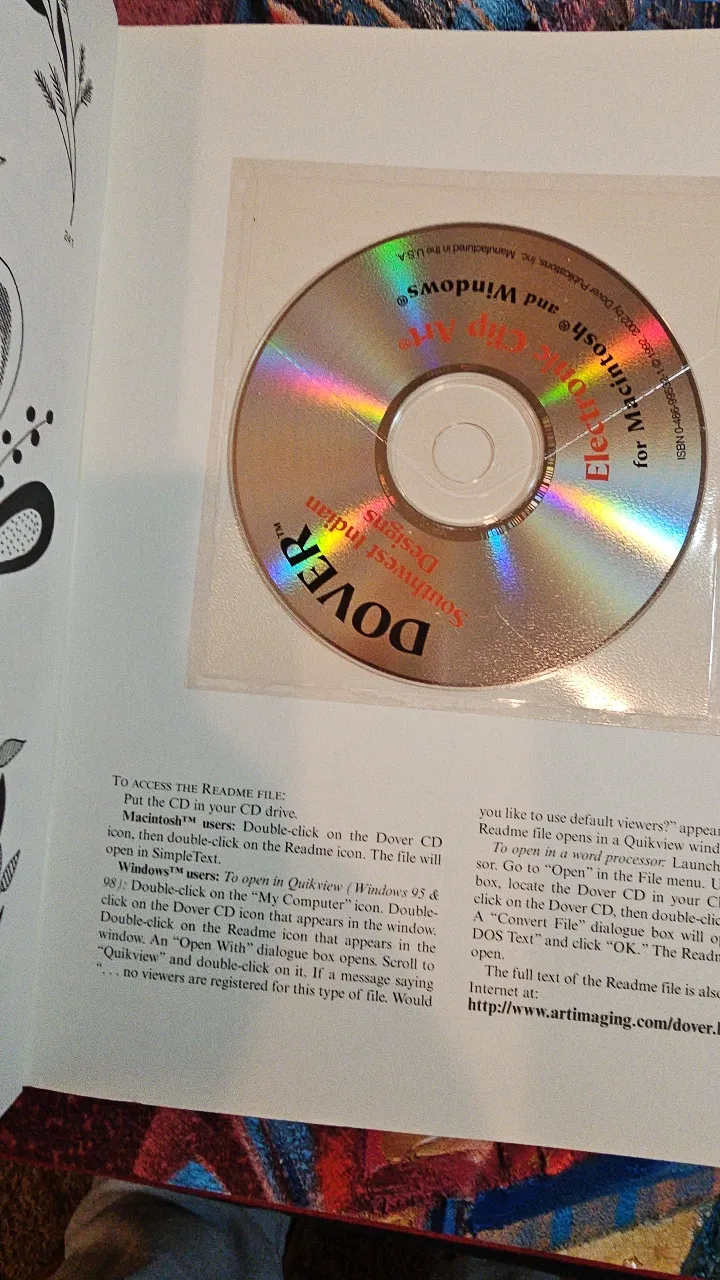 DOVER™
Southwest Indian
Designs
Electronic Clip Art®
for Macintosh® and Windows®
©1992, 2002 by Dover Publications, Inc. Manufactured in the U.S.A.
TO ACCESS THE README FILE:
Put the CD in your CD drive.
Macintosh™ users: Double-click on the Dover CD
icon, then double-click on the Readme icon. The file will
open in SimpleText.
Windows™ users: To open in Quikview (Windows 95 &
98): Double-click on the "My Computer" icon. Double-
click on the Dover CD icon that appears in the window.
Double-click on the Readme icon that appears in the
window. An "Open With" dialogue box opens. Scroll to
"Quikview" and double-click on it. If a message saying
". . . no viewers are registered for this type of file. Would
you like to use default viewers?" appear
Readme file opens in a Quikview wind
To open in a word processor: Launch
sor. Go to "Open" in the File menu. U
box, locate the Dover CD in your C
click on the Dover CD, then double-clic
A "Convert File" dialogue box will o
DOS Text" and click "OK." The Readm
open.
The full text of the Readme file is also
Internet at:
http://www.artimaging.com/dover.